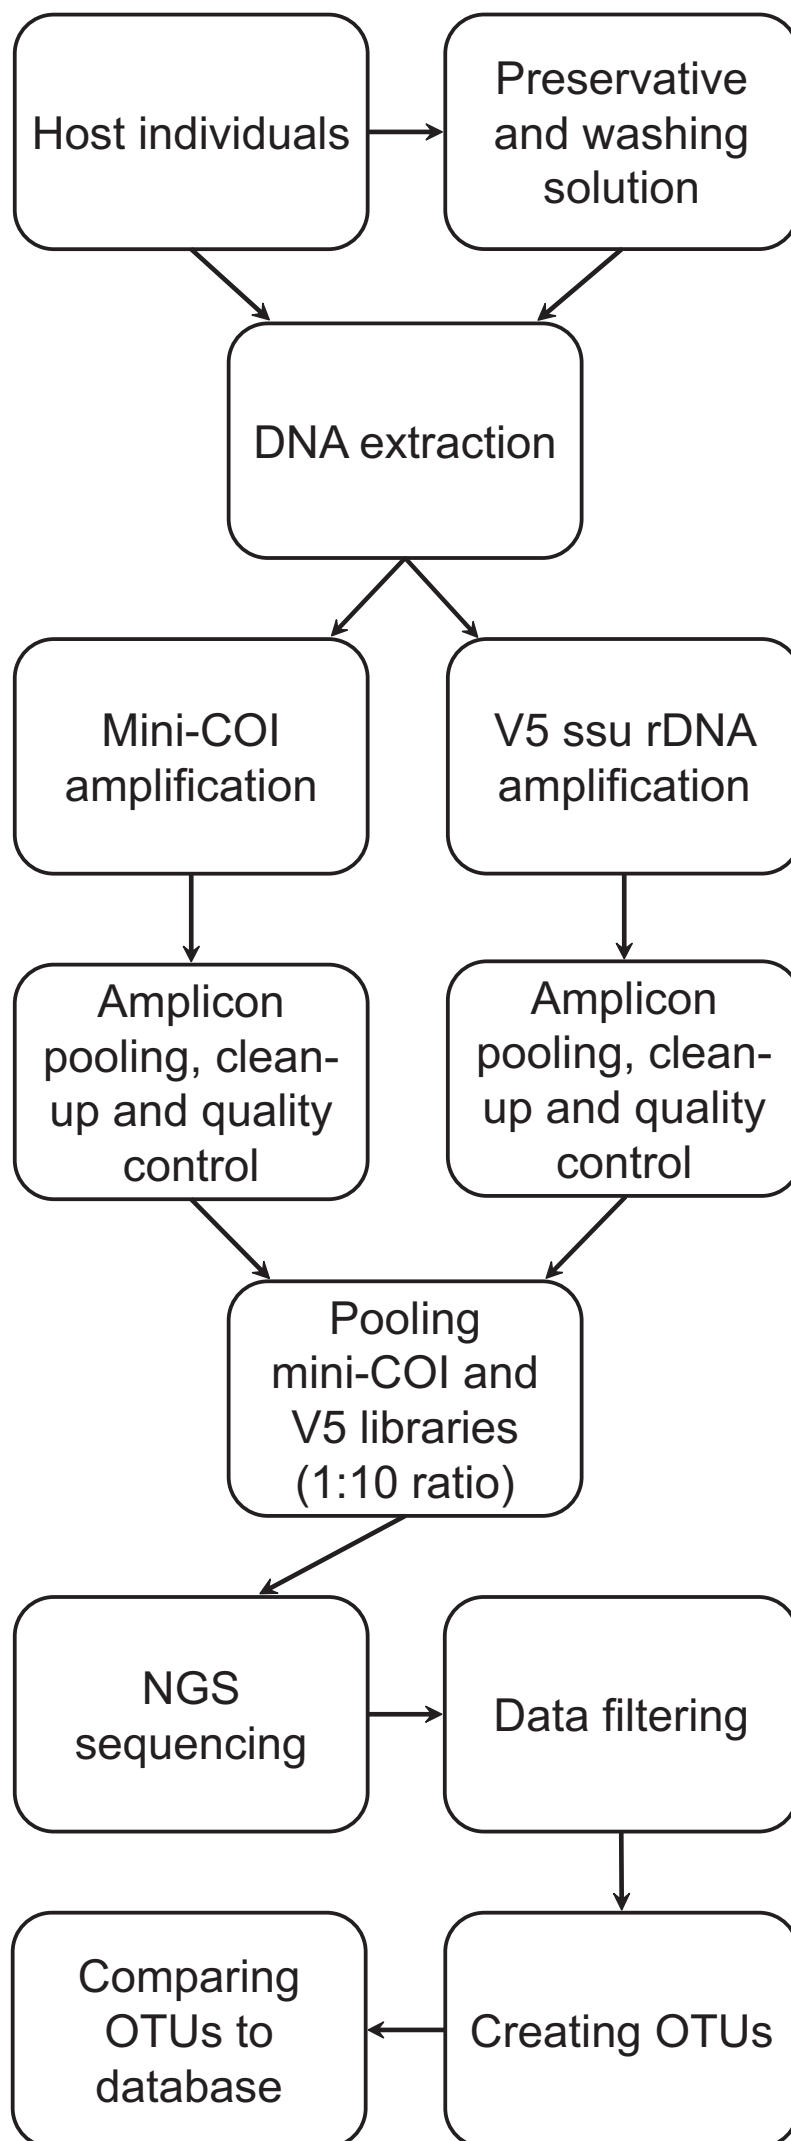 Host individuals
Preservative
and washing
solution
DNA extraction
Mini-COI
amplification
V5 ssu rDNA
amplification
Amplicon
pooling, clean-
up and quality
control
Amplicon
pooling, clean-
up and quality
control
Pooling
mini-COI and
V5 libraries
(1:10 ratio)
NGS
sequencing
Data filtering
Comparing
OTUs to
database
Creating OTUs